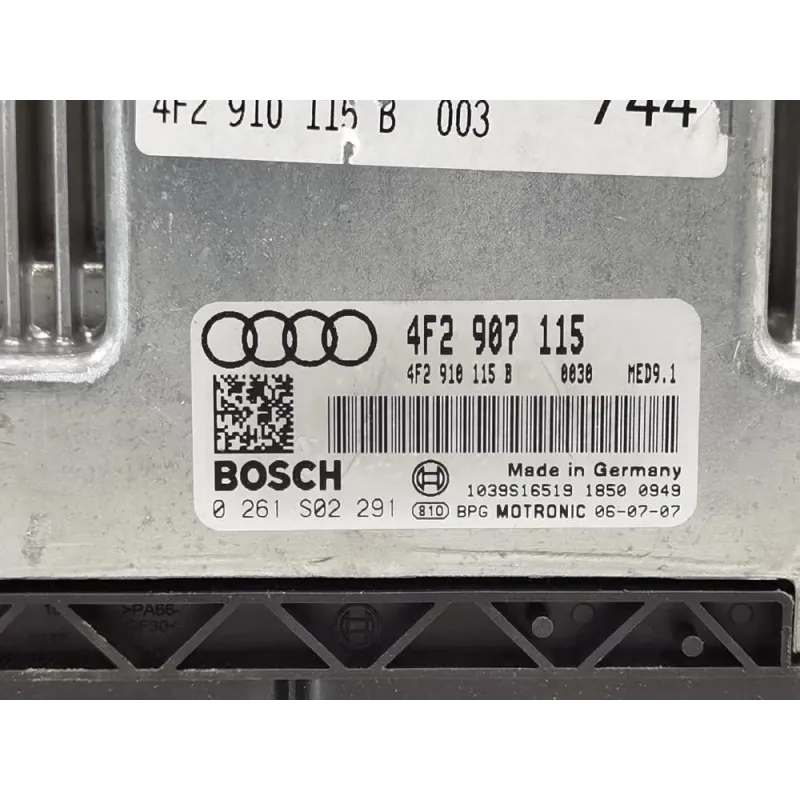 4F2 910 115 B 003 744
4F2 907 115
4F2 910 115 B 0030 MED9.1
BOSCH
Made in Germany
1039S16519 1850 0949
0 261 S02 291 810 BPG MOTRONIC 06-07-07
>PA66-
GF30<